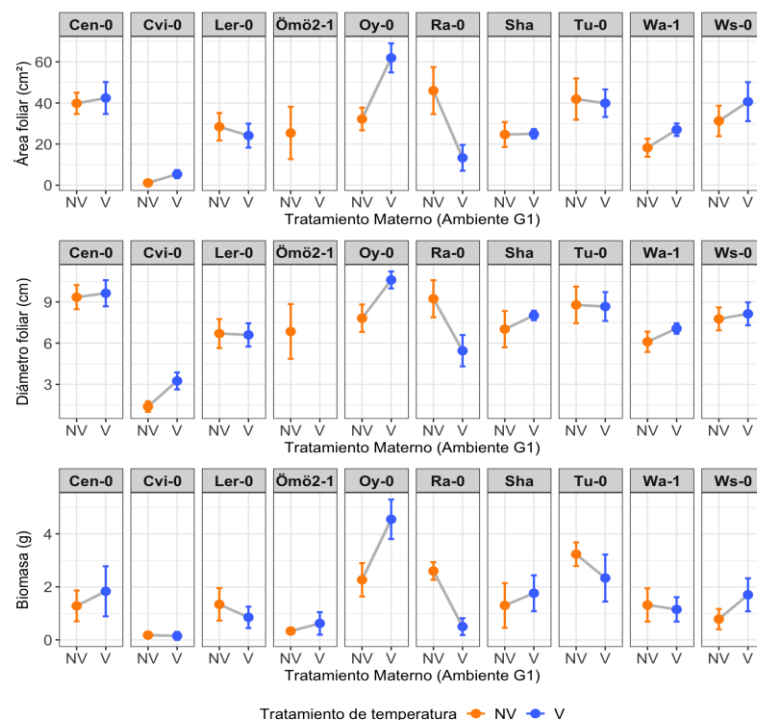 Cen-0 Cvi-0 Ler-0 Ömö2-1 Oy-0 Ra-0 Sha Tu-0 Wa-1 Ws-0
Área foliar (cm²)
60
40
20
0
NV V NV V NV V NV V NV V NV V NV V NV V NV V NV V
Tratamiento Materno (Ambiente G1)
Cen-0 Cvi-0 Ler-0 Ömö2-1 Oy-0 Ra-0 Sha Tu-0 Wa-1 Ws-0
Diámetro foliar (cm)
9
6
3
NV V NV V NV V NV V NV V NV V NV V NV V NV V NV V
Tratamiento Materno (Ambiente G1)
Cen-0 Cvi-0 Ler-0 Ömö2-1 Oy-0 Ra-0 Sha Tu-0 Wa-1 Ws-0
Biomasa (g)
4
2
0
NV V NV V NV V NV V NV V NV V NV V NV V NV V NV V
Tratamiento Materno (Ambiente G1)
Tratamiento de temperatura NV V